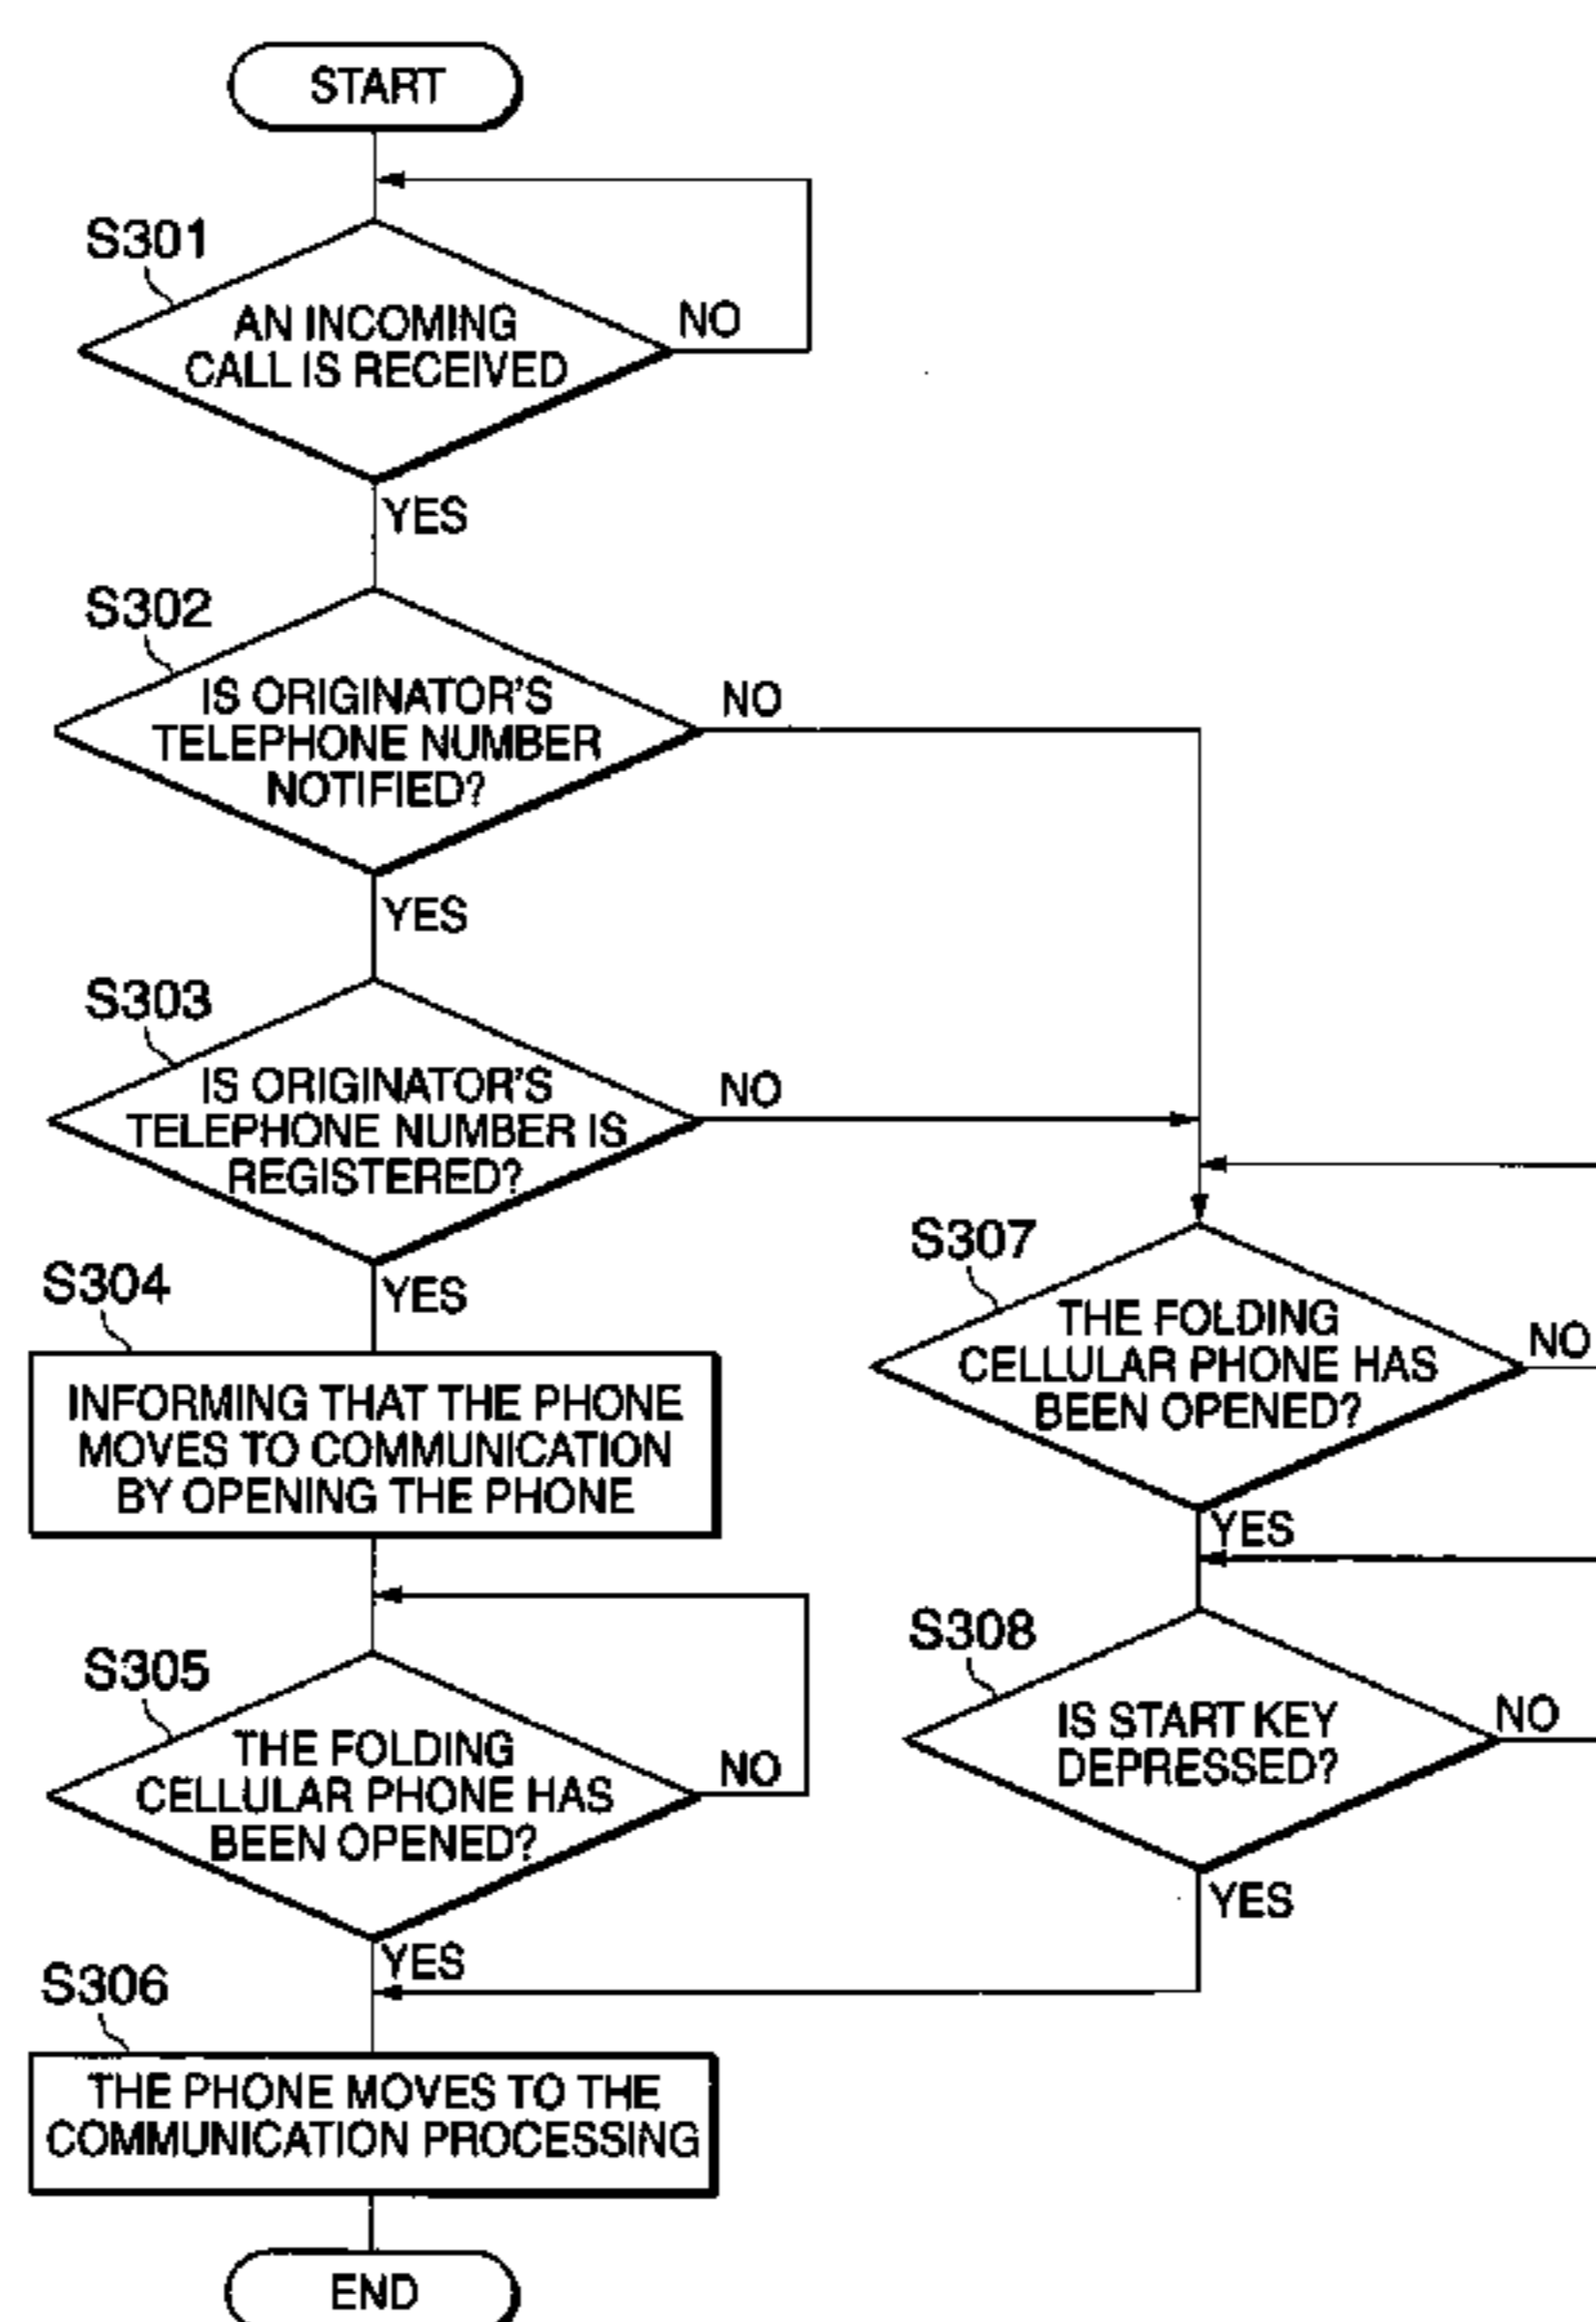 START
S301
AN INCOMING
CALL IS RECEIVED
NO
YES
S302
IS ORIGINATOR'S
TELEPHONE NUMBER
NOTIFIED?
NO
YES
S303
IS ORIGINATOR'S
TELEPHONE NUMBER IS
REGISTERED?
NO
YES
S304
INFORMING THAT THE PHONE
MOVES TO COMMUNICATION
BY OPENING THE PHONE
S305
THE FOLDING
CELLULAR PHONE HAS
BEEN OPENED?
NO
YES
S307
THE FOLDING
CELLULAR PHONE HAS
BEEN OPENED?
NO
YES
S308
IS START KEY
DEPRESSED?
NO
YES
S306
THE PHONE MOVES TO THE
COMMUNICATION PROCESSING
END